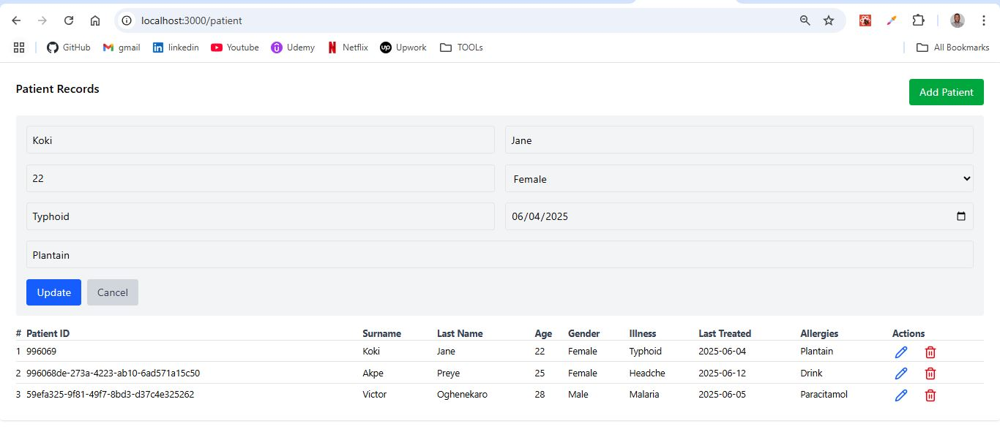 localhost:3000/patient
GitHub gmail linkedin Youtube Udemy Netflix Upwork TOOLs All Bookmarks
Patient Records Add Patient
Koki Jane
22 Female
Typhoid 06/04/2025
Plantain
Update Cancel
# Patient ID Surname Last Name Age Gender Illness Last Treated Allergies Actions
1 996069 Koki Jane 22 Female Typhoid 2025-06-04 Plantain
2 996068de-273a-4223-ab10-6ad571a15c50 Akpe Preye 25 Female Headche 2025-06-12 Drink
3 59efa325-9f81-49f7-8bd3-d37c4e325262 Victor Oghenekaro 28 Male Malaria 2025-06-05 Paracitamol